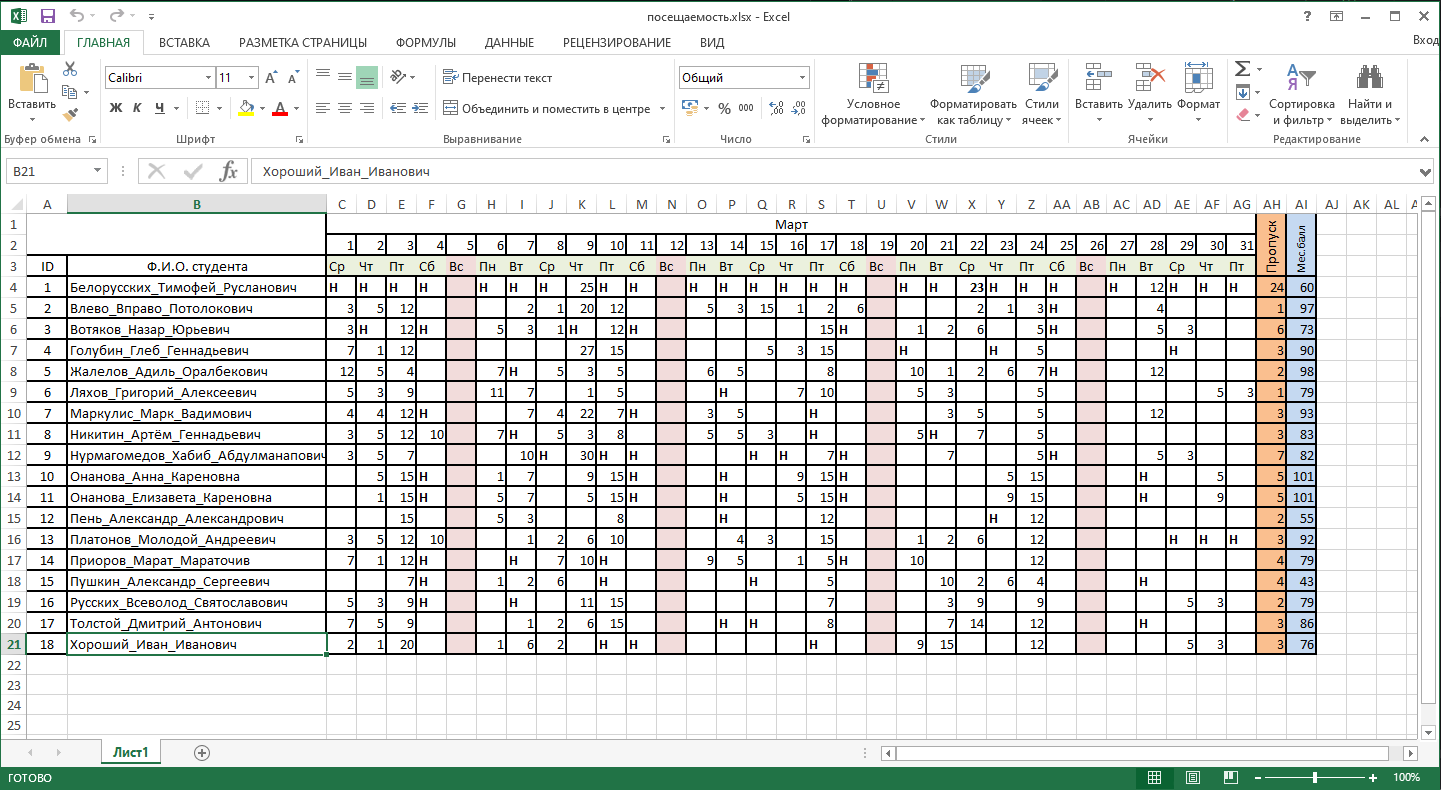 посещаемость.xlsx - Excel
?
ФАЙЛ ГЛАВНАЯ ВСТАВКА РАЗМЕТКА СТРАНИЦЫ ФОРМУЛЫ ДАННЫЕ РЕЦЕНЗИРОВАНИЕ ВИД Вход
Вставить
Буфер обмена
Calibri 11
Ж К Ч
Шрифт
Перенести текст
Объединить и поместить в центре
Выравнивание
Общий
% 000
Число
Условное форматирование
Форматировать как таблицу
Стили ячеек
Стили
Вставить Удалить Формат
Ячейки
Сортировка и фильтр
Найти и выделить
Редактирование
B21 fx Хороший_Иван_Иванович
A B C D E F G H I J K L M N O P Q R S T U V W X Y Z AA AB AC AD AE AF AG AH AI AJ AK AL A
1 Март Пропуск Мес.балл
2 1 2 3 4 5 6 7 8 9 10 11 12 13 14 15 16 17 18 19 20 21 22 23 24 25 26 27 28 29 30 31
3 ID Ф.И.О. студента Ср Чт Пт Сб Вс Пн Вт Ср Чт Пт Сб Вс Пн Вт Ср Чт Пт Сб Вс Пн Вт Ср Чт Пт Сб Вс Пн Вт Ср Чт Пт
4 1 Белорусских_Тимофей_Русланович Н Н Н Н Н Н Н 25 Н Н Н Н Н Н Н Н Н Н 23 Н Н Н Н 12 Н Н Н 24 60
5 2 Влево_Вправо_Потолокович 3 5 12 2 1 20 12 5 3 15 1 2 6 2 1 3 Н 4 1 97
6 3 Вотяков_Назар_Юрьевич 3 Н 12 Н 5 3 1 Н 12 Н 15 Н 1 2 6 5 Н 5 3 6 73
7 4 Голубин_Глеб_Геннадьевич 7 1 12 27 15 5 3 15 Н Н 5 Н 3 90
8 5 Жалелов_Адиль_Оралбекович 12 5 4 7 Н 5 3 5 6 5 8 10 1 2 6 7 Н 12 2 98
9 6 Ляхов_Григорий_Алексеевич 5 3 9 11 7 1 5 Н 7 10 5 3 5 5 3 1 79
10 7 Маркулис_Марк_Вадимович 4 4 12 Н 7 4 22 7 Н 3 5 Н 3 5 5 12 3 93
11 8 Никитин_Артём_Геннадьевич 3 5 12 10 7 Н 5 3 8 5 5 3 Н 5 Н 7 5 3 83
12 9 Нурмагомедов_Хабиб_Абдулманапович 3 5 7 10 Н 30 Н Н Н Н 7 Н 7 5 Н 5 3 7 82
13 10 Онанова_Анна_Кареновна 5 15 Н 1 7 9 15 Н Н 9 15 Н 5 15 Н 5 5 101
14 11 Онанова_Елизавета_Кареновна 1 15 Н 5 7 5 15 Н Н 5 15 Н 9 15 Н 9 5 101
15 12 Пень_Александр_Александрович 15 5 3 8 Н 12 Н 12 2 55
16 13 Платонов_Молодой_Андреевич 3 5 12 10 1 2 6 10 4 3 15 1 2 6 12 Н Н Н 3 92
17 14 Приоров_Марат_Мараточив 7 1 12 Н Н 7 10 Н 9 5 1 5 Н 10 12 4 79
18 15 Пушкин_Александр_Сергеевич 7 Н 1 2 6 Н Н 5 10 2 6 4 Н 4 43
19 16 Русских_Всеволод_Святославович 5 3 9 Н Н 11 15 7 3 9 9 5 3 2 79
20 17 Толстой_Дмитрий_Антонович 7 5 9 1 2 6 15 Н Н 8 7 14 12 Н 3 86
21 18 Хороший_Иван_Иванович 2 1 20 1 6 2 Н Н Н 9 15 12 5 3 3 76
22
23
24
25
Лист1
ГОТОВО 100%